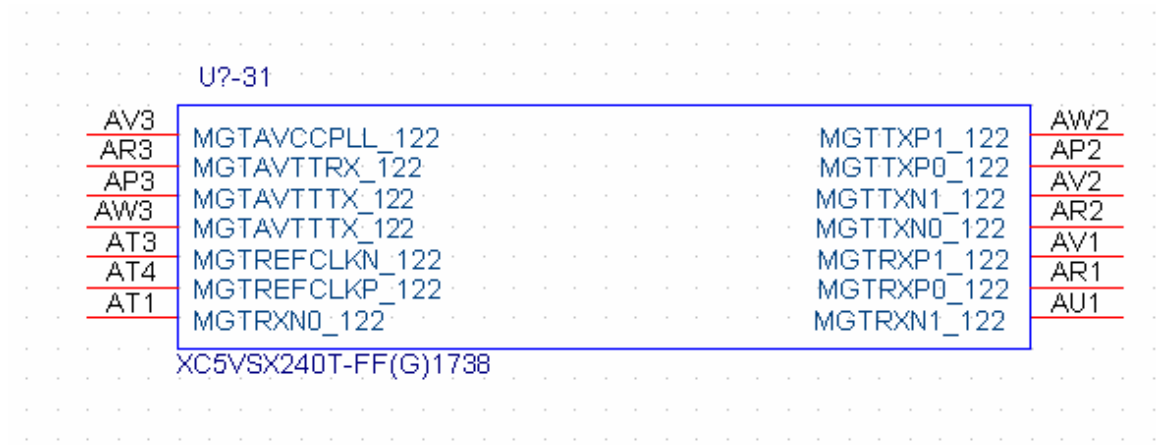 U?-31
AV3 MGTAVCCPLL_122 MGTTXP1_122 AW2
AR3 MGTAVTTRX_122 MGTTXP0_122 AP2
AP3 MGTAVTTTX_122 MGTTXN1_122 AV2
AW3 MGTAVTTTX_122 MGTTXN0_122 AR2
AT3 MGTREFCLKN_122 MGTRXP1_122 AV1
AT4 MGTREFCLKP_122 MGTRXP0_122 AR1
AT1 MGTRXN0_122 MGTRXN1_122 AU1
XC5VSX240T-FF(G)1738